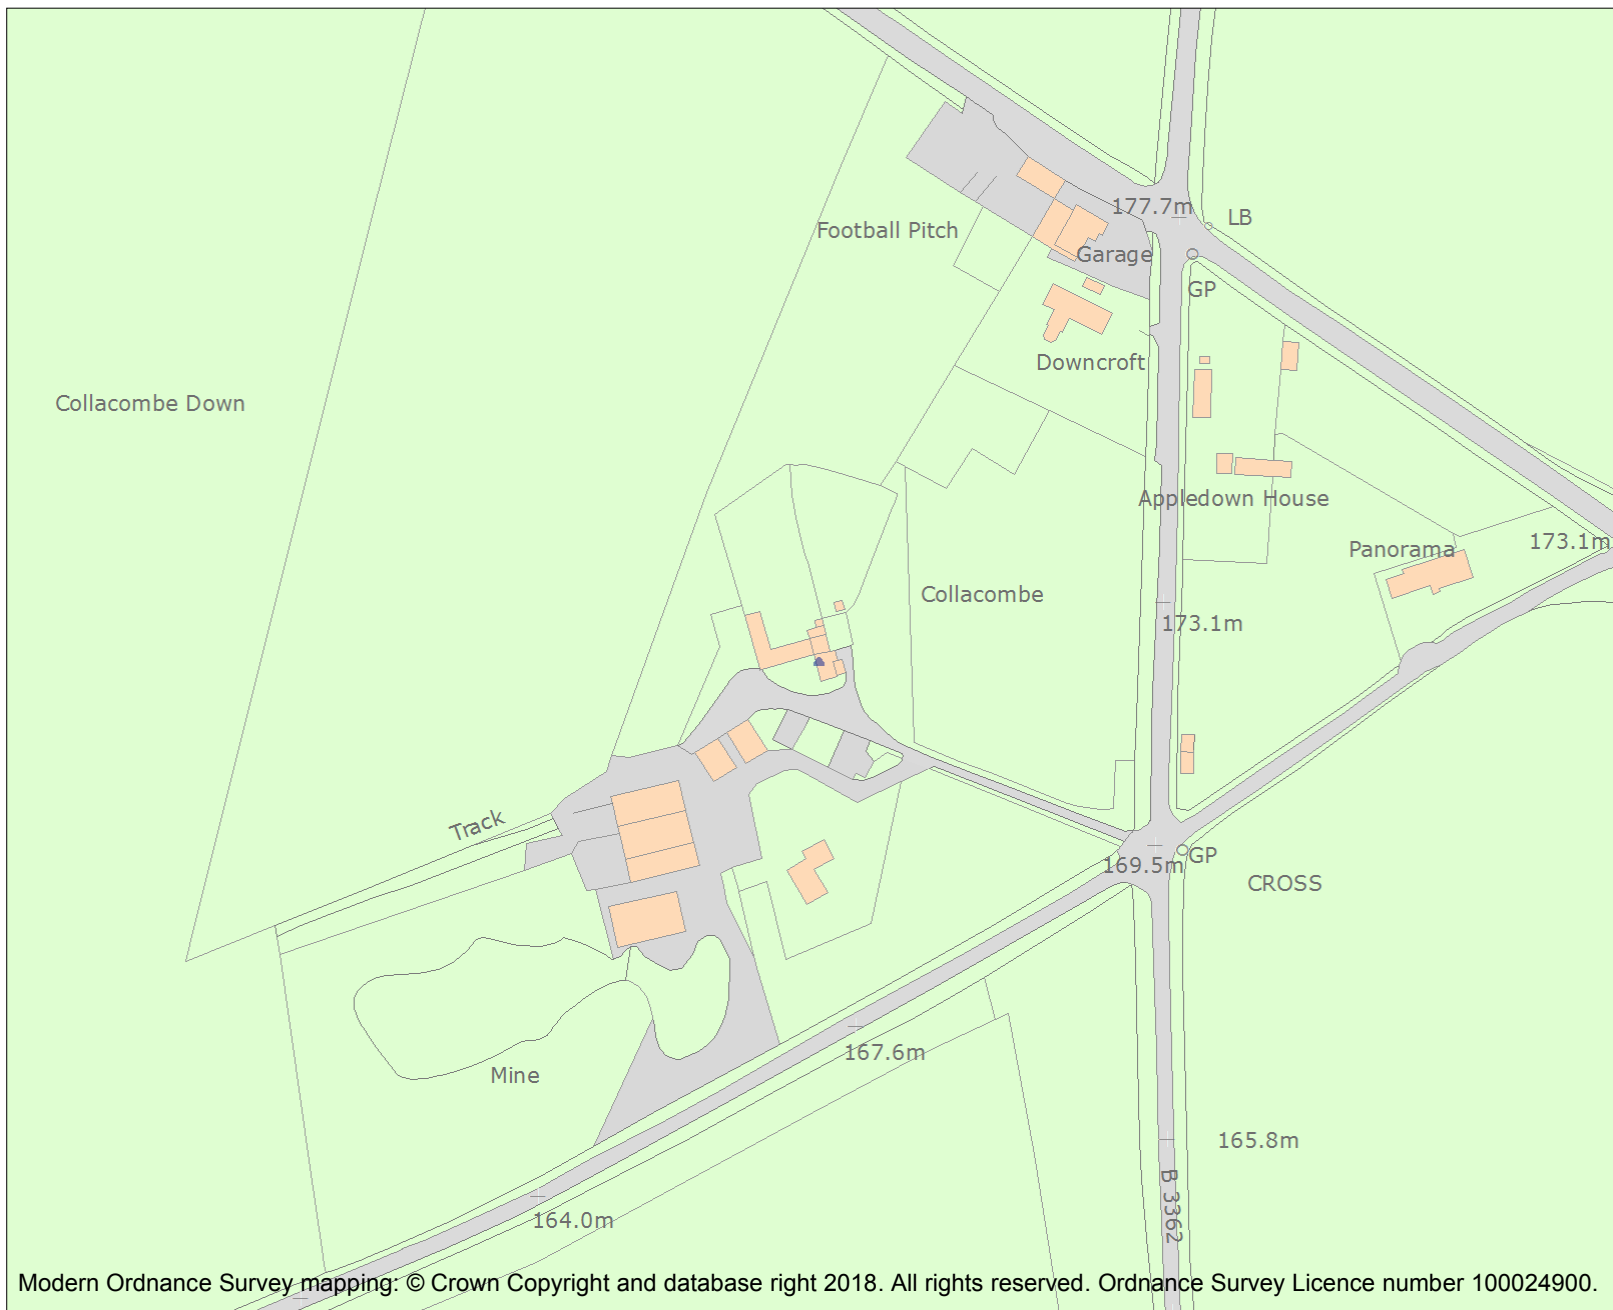 177.7m
LB
Football Pitch
Garage
GP
Downcroft
Collacombe Down
Appledown House
Panorama
173.1m
Collacombe
173.1m
Track
169.5m
GP
CROSS
167.6m
Mine
165.8m
B 3362
164.0m
Modern Ordnance Survey mapping: © Crown Copyright and database right 2018. All rights reserved. Ordnance Survey Licence number 100024900.